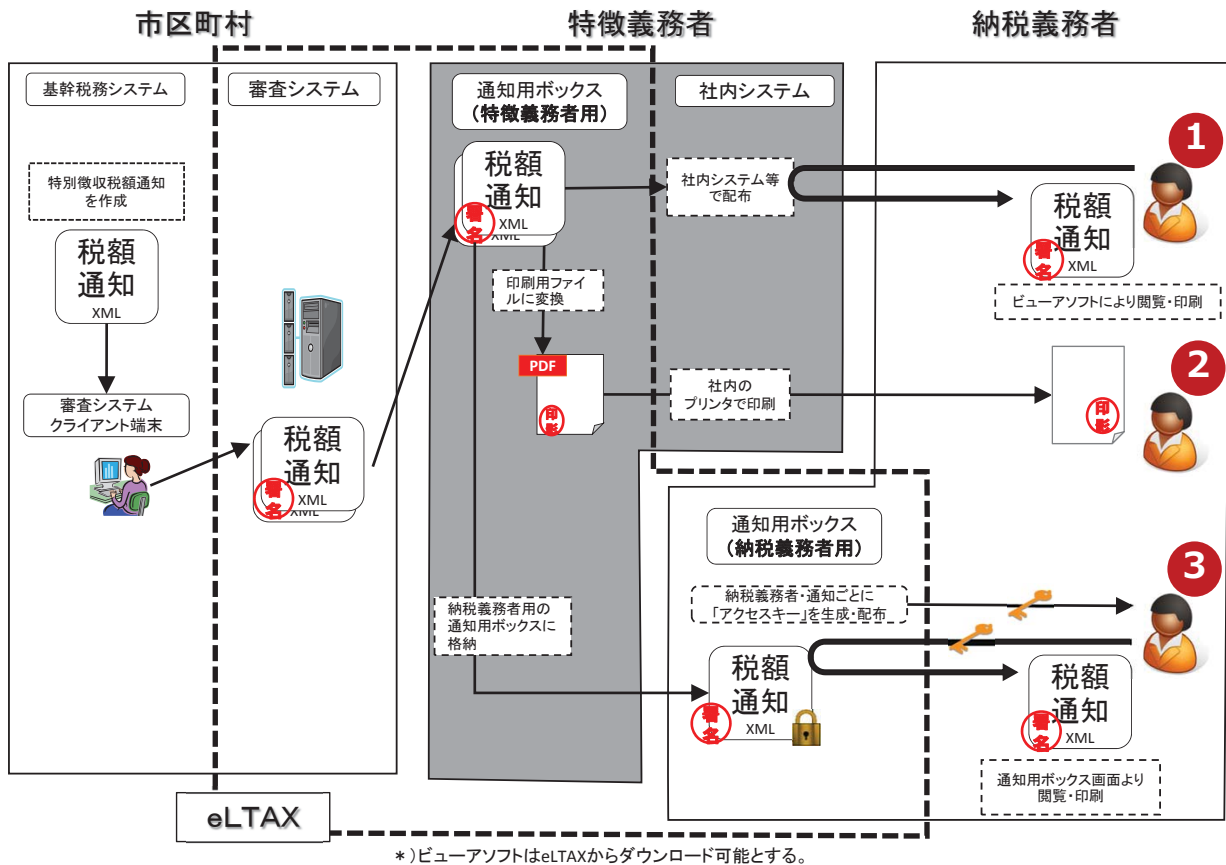 市区町村
特徴義務者
納税義務者
基幹税務システム
審査システム
通知用ボックス
（特徴義務者用）
社内システム
特別徴収税額通知
を作成
税額
通知
XML
審査システム
クライアント端末
税額
通知
署名
XML
XML
税額
通知
署名
XML
XML
社内システム等
で配布
印刷用ファイ
ルに変換
PDF
印影
社内の
プリンタで印刷
1
税額
通知
署名
XML
ビューアソフトにより閲覧・印刷
2
印影
通知用ボックス
（納税義務者用）
納税義務者・通知ごとに
「アクセスキー」を生成・配布
3
納税義務者用の
通知用ボックスに
格納
税額
通知
署名
XML
税額
通知
署名
XML
通知用ボックス画面より
閲覧・印刷
eLTAX
＊）ビューアソフトはeLTAXからダウンロード可能とする。